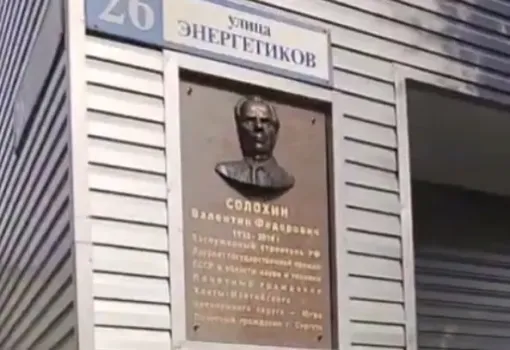 26
улица
ЭНЕРГЕТИКОВ
СОЛОХИН
Валентин Федорович
Заслуженный строитель РФ
Лауреат Государственной премии
СССР в области науки и техники
Почетный гражданин
Ханты-Мансийского
автономного округа - Югра
Почетный гражданин г. Сургута